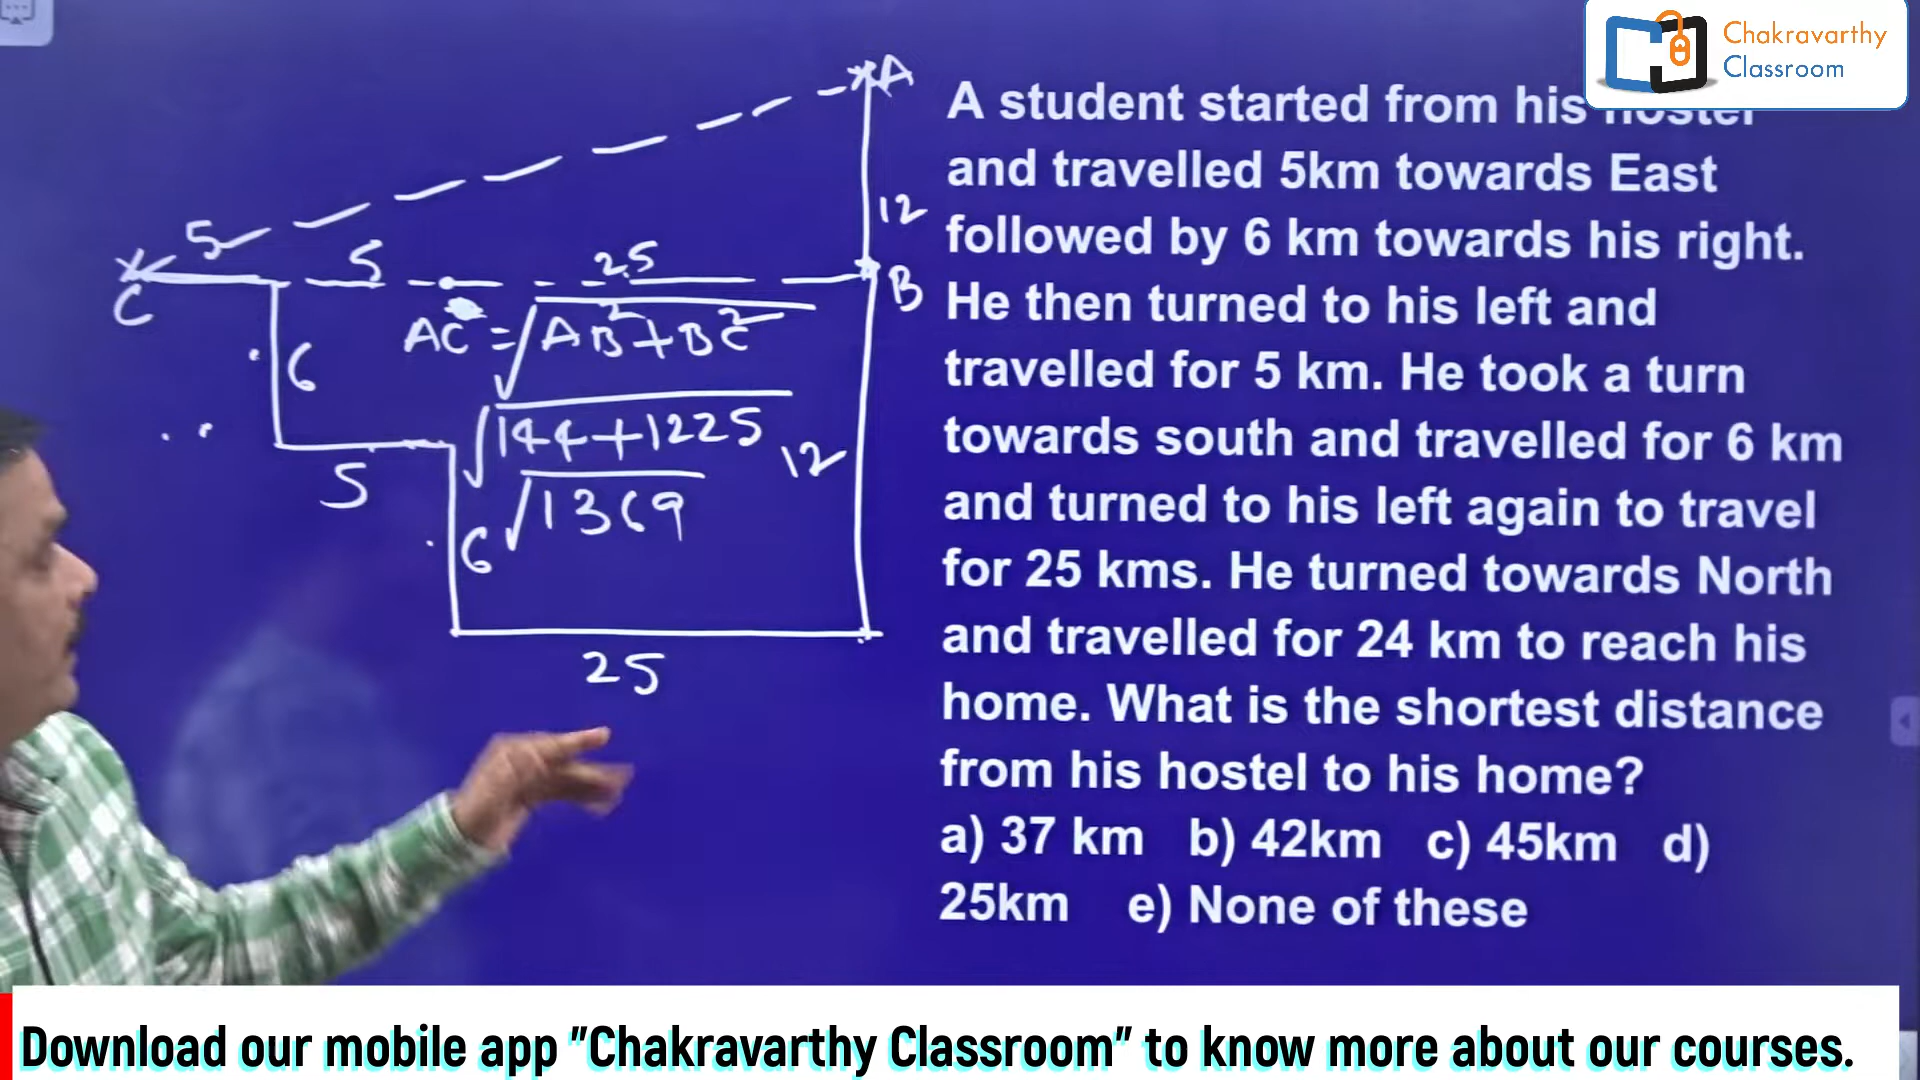 Chakravarthy
Classroom
A student started from his hostel
and travelled 5km towards East
followed by 6 km towards his right.
He then turned to his left and
travelled for 5 km. He took a turn
towards south and travelled for 6 km
and turned to his left again to travel
for 25 kms. He turned towards North
and travelled for 24 km to reach his
home. What is the shortest distance
from his hostel to his home?
a) 37 km b) 42km c) 45km d)
25km e) None of these
A
12
5
5
25
C
B
AC = √AB²+BC²
6
√144+1225
12
5
√1369
6
25
Download our mobile app "Chakravarthy Classroom" to know more about our courses.